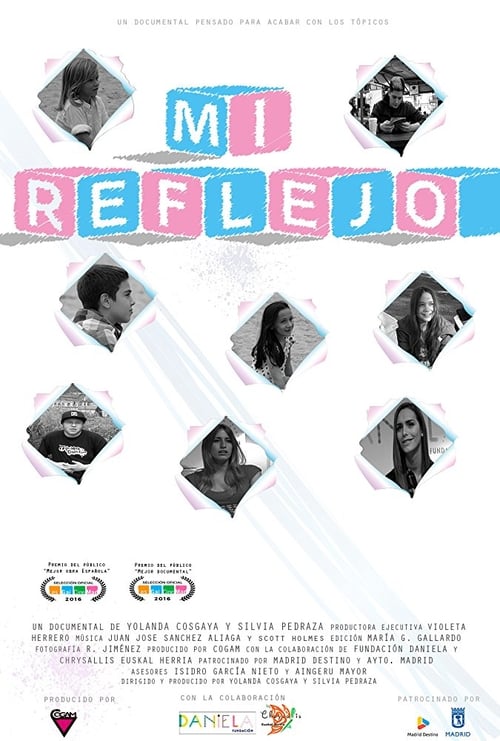 UN DOCUMENTAL PENSADO PARA ACABAR CON LOS TÓPICOS
MI
REFLEJO
PREMIO DEL PÚBLICO
"MEJOR OBRA ESPAÑOLA"
SELECCIÓN OFICIAL
2016
PREMIO DEL PÚBLICO
"MEJOR DOCUMENTAL"
SELECCIÓN OFICIAL
2016
UN DOCUMENTAL DE YOLANDA COSGAYA Y SILVIA PEDRAZA PRODUCTORA EJECUTIVA VIOLETA
HERRERO MÚSICA JUAN JOSE SANCHEZ ALIAGA Y SCOTT HOLMES EDICIÓN MARÍA G. GALLARDO
FOTOGRAFÍA R. JIMÉNEZ PRODUCIDO POR COGAM CON LA COLABORACIÓN DE FUNDACIÓN DANIELA Y
CHRYSALLIS EUSKAL HERRIA PATROCINADO POR MADRID DESTINO Y AYTO. MADRID
ASESORES ISIDRO GARCÍA NIETO Y AINGERU MAYOR
DIRIGIDO Y PRODUCIDO POR YOLANDA COSGAYA Y SILVIA PEDRAZA
PRODUCIDO POR
COGAM
CON LA COLABORACIÓN
DANIELA
FUNDACIÓN
PATROCINADO POR
Madrid Destino
MADRID